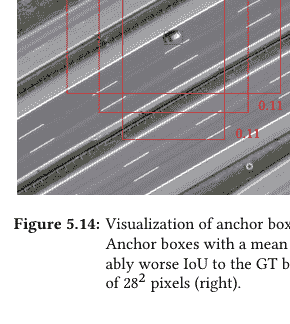 0.11
0.11
Figure 5.14: Visualization of anchor box
Anchor boxes with a mean
ably worse IoU to the GT b
of 28² pixels (right).